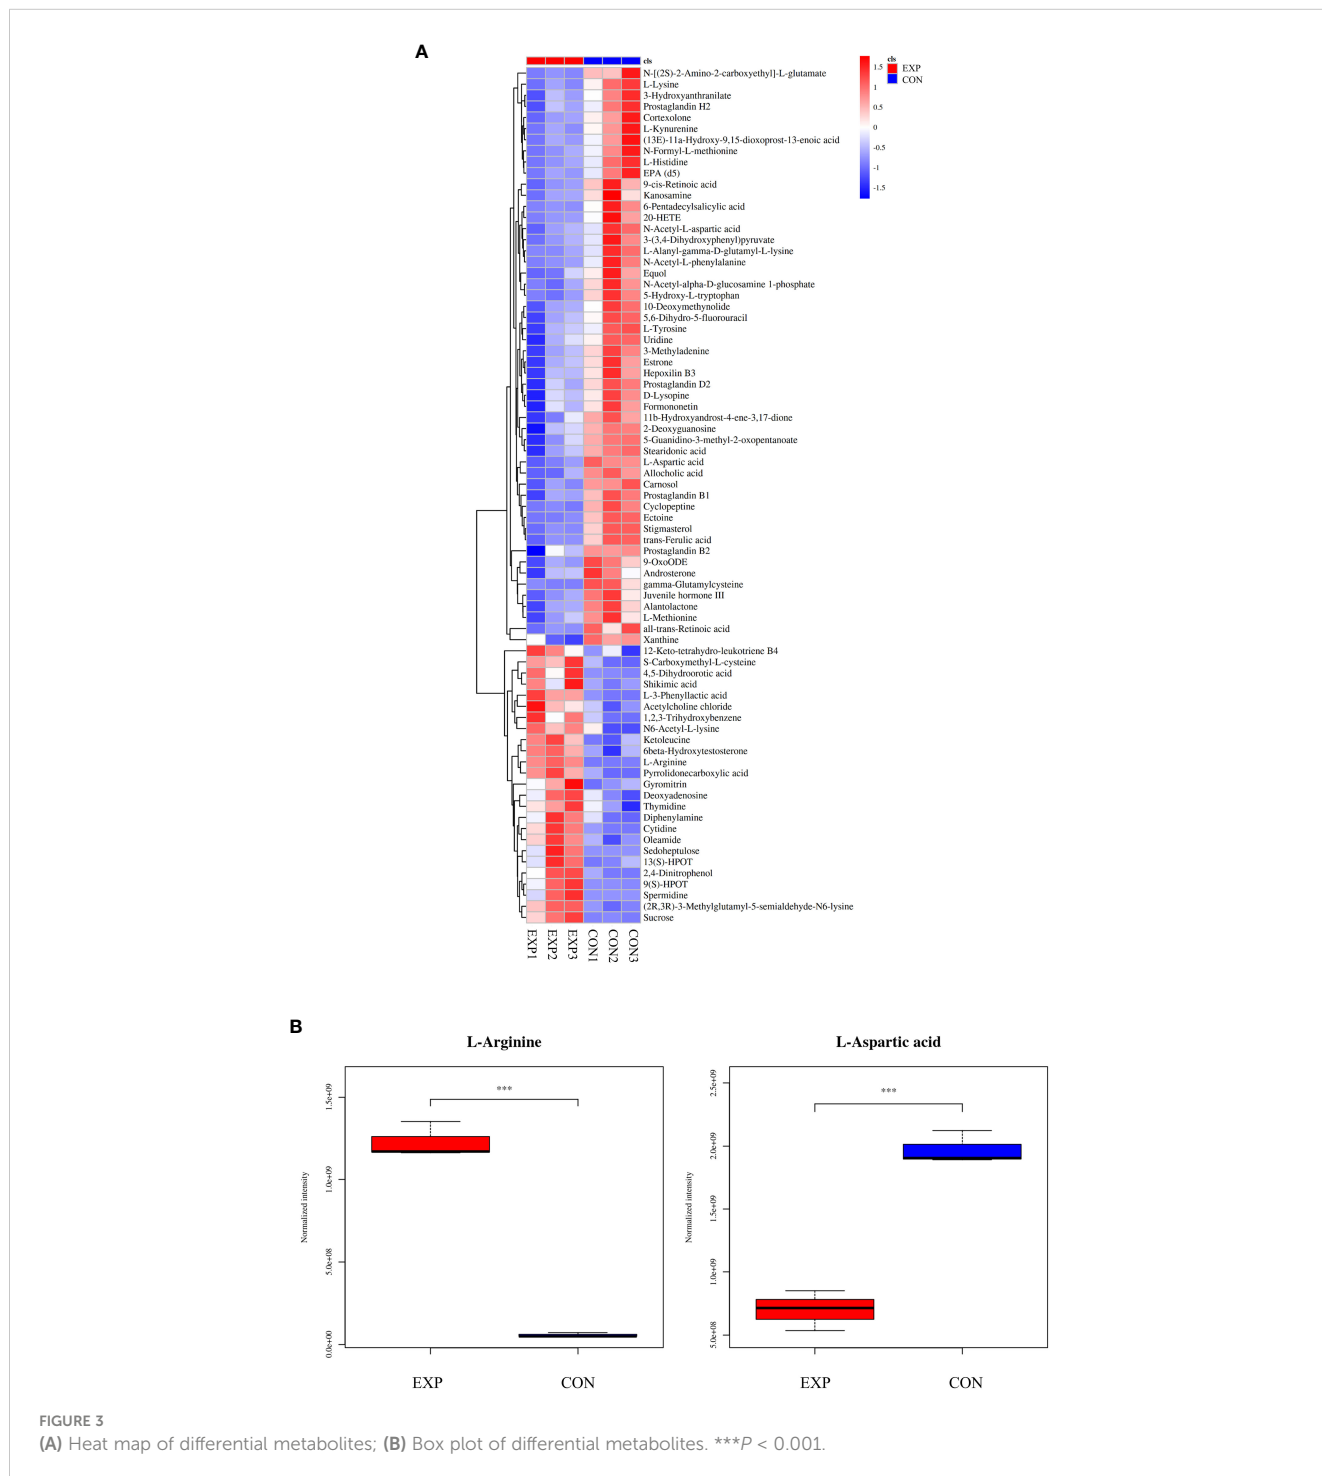 A
cls
N-[(2S)-2-Amino-2-carboxyethyl]-L-glutamate
L-Lysine
3-Hydroxyanthranilate
Prostaglandin H2
Cortexolone
L-Kynurenine
(13E)-11a-Hydroxy-9,15-dioxoprost-13-enoic acid
N-Formyl-L-methionine
L-Histidine
EPA (d5)
9-cis-Retinoic acid
Kanosamine
6-Pentadecylsalicylic acid
20-HETE
N-Acetyl-L-aspartic acid
3-(3,4-Dihydroxyphenyl)pyruvate
L-Alanyl-gamma-D-glutamyl-L-lysine
N-Acetyl-L-phenylalanine
Equol
N-Acetyl-alpha-D-glucosamine 1-phosphate
5-Hydroxy-L-tryptophan
10-Deoxymethynolide
5,6-Dihydro-5-fluorouracil
L-Tyrosine
Uridine
3-Methyladenine
Estrone
Hepoxilin B3
Prostaglandin D2
D-Lysopine
Formononetin
11b-Hydroxyandrost-4-ene-3,17-dione
2-Deoxyguanosine
5-Guanidino-3-methyl-2-oxopentanoate
Stearidonic acid
L-Aspartic acid
Allocholic acid
Carnosol
Prostaglandin B1
Cyclopeptine
Ectoine
Stigmasterol
trans-Ferulic acid
Prostaglandin B2
9-OxoODE
Androsterone
gamma-Glutamylcysteine
Juvenile hormone III
Alantolactone
L-Methionine
all-trans-Retinoic acid
Xanthine
12-Keto-tetrahydro-leukotriene B4
S-Carboxymethyl-L-cysteine
4,5-Dihydroorotic acid
Shikimic acid
L-3-Phenyllactic acid
Acetylcholine chloride
1,2,3-Trihydroxybenzene
N6-Acetyl-L-lysine
Ketoleucine
6beta-Hydroxytestosterone
L-Arginine
Pyrrolidonecarboxylic acid
Gyromitrin
Deoxyadenosine
Thymidine
Diphenylamine
Cytidine
Oleamide
Sedoheptulose
13(S)-HPOT
2,4-Dinitrophenol
9(S)-HPOT
Spermidine
(2R,3R)-3-Methylglutamyl-5-semialdehyde-N6-lysine
Sucrose
EXP1 EXP2 EXP3 CON1 CON2 CON3
1.5
1
0.5
0
-0.5
-1
-1.5
cls
EXP
CON
B
L-Arginine
***
Normalized intensity
1.5e+09
1.0e+09
5.0e+08
0.0e+00
EXP CON
L-Aspartic acid
***
Normalized intensity
2.5e+09
2.0e+09
1.5e+09
1.0e+09
5.0e+08
EXP CON
FIGURE 3
(A) Heat map of differential metabolites; (B) Box plot of differential metabolites. ***P < 0.001.